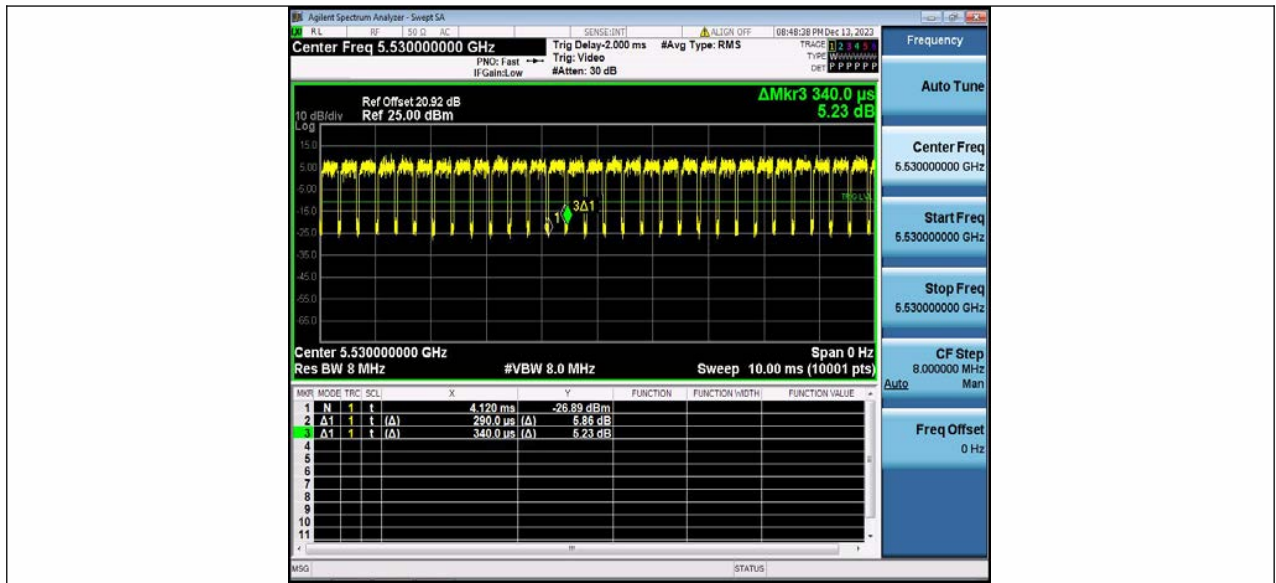 Agilent Spectrum Analyzer - Swept SA
RL RF 50 Ω AC SENSE:INT ALIGN OFF 08:48:38 PM Dec 13, 2023
Center Freq 5.530000000 GHz
Trig Delay-2.000 ms #Avg Type: RMS
TRACE 1 2 3 4 5 6
PNO: Fast Trig: Video
TYPE WWWWWW
IFGain:Low #Atten: 30 dB
DET P P P P P P
ΔMkr3 340.0 µs
5.23 dB
Ref Offset 20.92 dB
10 dB/div Ref 25.00 dBm
Log
15.0
5.00
-5.00
TRIG LVL
-15.0
3Δ1
1
-25.0
-35.0
-45.0
-55.0
-65.0
Center 5.530000000 GHz Span 0 Hz
Res BW 8 MHz #VBW 8.0 MHz Sweep 10.00 ms (10001 pts)
MKR MODE TRC SCL X Y FUNCTION FUNCTION WIDTH FUNCTION VALUE
1 N 1 t 4.120 ms -26.89 dBm
2 Δ1 1 t (Δ) 290.0 µs (Δ) 5.86 dB
3 Δ1 1 t (Δ) 340.0 µs (Δ) 5.23 dB
4
5
6
7
8
9
10
11
MSG STATUS
Frequency
Auto Tune
Center Freq
5.530000000 GHz
Start Freq
5.530000000 GHz
Stop Freq
5.530000000 GHz
CF Step
8.000000 MHz
Auto Man
Freq Offset
0 Hz